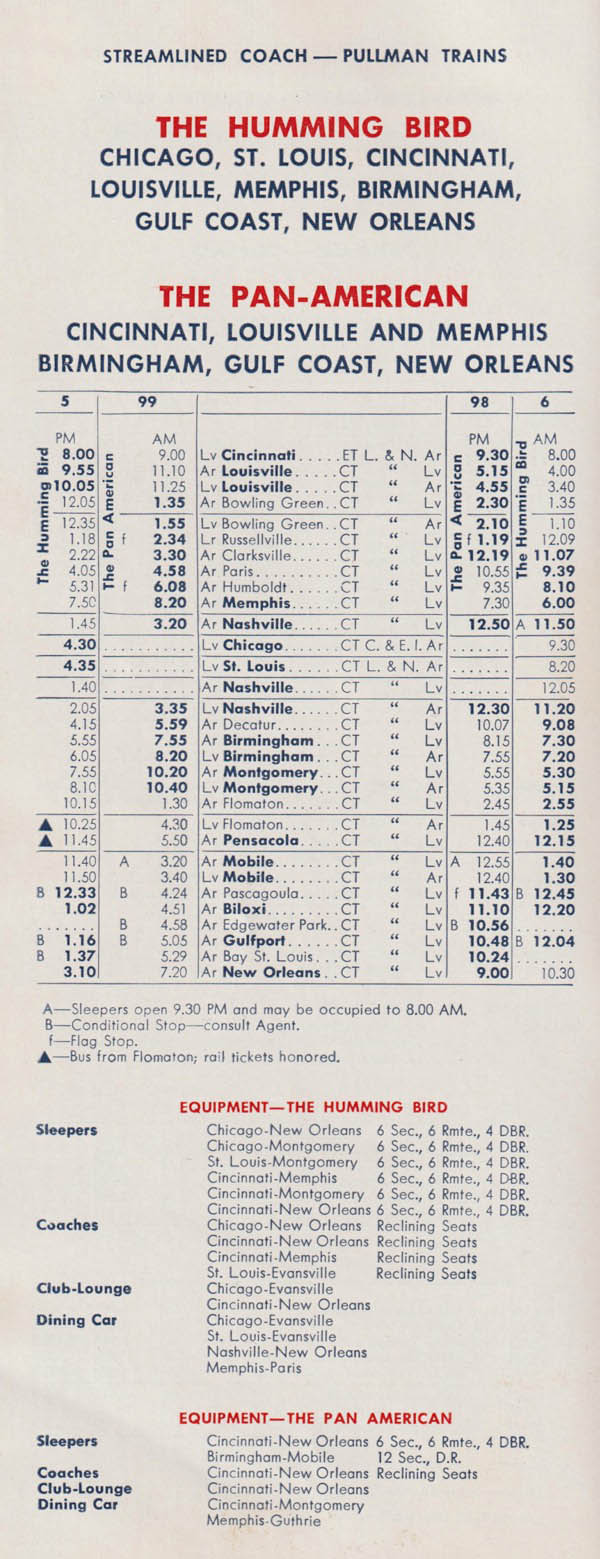 STREAMLINED COACH — PULLMAN TRAINS
THE HUMMING BIRD
CHICAGO, ST. LOUIS, CINCINNATI,
LOUISVILLE, MEMPHIS, BIRMINGHAM,
GULF COAST, NEW ORLEANS
THE PAN-AMERICAN
CINCINNATI, LOUISVILLE AND MEMPHIS
BIRMINGHAM, GULF COAST, NEW ORLEANS
5 99 98 6
The Humming Bird The Pan American The Pan American The Humming Bird
PM AM PM AM
8.00 9.00 Lv Cincinnati.....ET L. & N. Ar 9.30 8.00
9.55 11.10 Ar Louisville.....CT “ Lv 5.15 4.00
10.05 11.25 Lv Louisville.....CT “ Ar 4.55 3.40
12.05 1.35 Ar Bowling Green..CT “ Lv 2.30 1.35
12.35 1.55 Lv Bowling Green..CT “ Ar 2.10 1.10
1.18 f 2.34 Lr Russellville.....CT “ Lv f 1.19 12.09
2.22 3.30 Ar Clarksville......CT “ Lv 12.19 11.07
4.05 4.58 Ar Paris..........CT “ Lv 10.55 9.39
5.31 f 6.08 Ar Humboldt......CT “ Lv 9.35 8.10
7.50 8.20 Ar Memphis......CT “ Lv 7.30 6.00
1.45 3.20 Ar Nashville......CT “ Lv 12.50 A 11.50
4.30 .......... Lv Chicago.......CT C. & E. I. Ar ....... 9.30
4.35 .......... Lv St. Louis......CT L. & N. Ar ....... 8.20
1.40 .......... Ar Nashville......CT “ Lv ....... 12.05
2.05 3.35 Lv Nashville......CT “ Ar 12.30 11.20
4.15 5.59 Ar Decatur.......CT “ Lv 10.07 9.08
5.55 7.55 Ar Birmingham...CT “ Lv 8.15 7.30
6.05 8.20 Lv Birmingham...CT “ Ar 7.55 7.20
7.55 10.20 Ar Montgomery...CT “ Lv 5.55 5.30
8.10 10.40 Lv Montgomery...CT “ Ar 5.35 5.15
10.15 1.30 Ar Flomaton.......CT “ Lv 2.45 2.55
▲ 10.25 4.30 Lv Flomaton.......CT “ Ar 1.45 1.25
▲ 11.45 5.50 Ar Pensacola.....CT “ Lv 12.40 12.15
11.40 A 3.20 Ar Mobile........CT “ Lv A 12.55 1.40
11.50 3.40 Lv Mobile........CT “ Ar 12.40 1.30
B 12.33 B 4.24 Ar Pascagoula.....CT “ Lv f 11.43 B 12.45
1.02 4.51 Ar Biloxi..........CT “ Lv 11.10 12.20
....... B 4.58 Ar Edgewater Park..CT “ Lv B 10.56 .......
B 1.16 B 5.05 Ar Gulfport......CT “ Lv 10.48 B 12.04
B 1.37 5.29 Ar Bay St. Louis...CT “ Lv 10.24 .......
3.10 7.20 Ar New Orleans..CT “ Lv 9.00 10.30
A—Sleepers open 9.30 PM and may be occupied to 8.00 AM.
B—Conditional Stop—consult Agent.
f—Flag Stop.
▲—Bus from Flomaton; rail tickets honored.
EQUIPMENT—THE HUMMING BIRD
Sleepers Chicago-New Orleans 6 Sec., 6 Rmte., 4 DBR.
Chicago-Montgomery 6 Sec., 6 Rmte., 4 DBR.
St. Louis-Montgomery 6 Sec., 6 Rmte., 4 DBR.
Cincinnati-Memphis 6 Sec., 6 Rmte., 4 DBR.
Cincinnati-Montgomery 6 Sec., 6 Rmte., 4 DBR.
Cincinnati-New Orleans 6 Sec., 6 Rmte., 4 DBR.
Coaches Chicago-New Orleans Reclining Seats
Cincinnati-New Orleans Reclining Seats
Cincinnati-Memphis Reclining Seats
St. Louis-Evansville Reclining Seats
Club-Lounge Chicago-Evansville
Cincinnati-New Orleans
Dining Car Chicago-Evansville
St. Louis-Evansville
Nashville-New Orleans
Memphis-Paris
EQUIPMENT—THE PAN AMERICAN
Sleepers Cincinnati-New Orleans 6 Sec., 6 Rmte., 4 DBR.
Birmingham-Mobile 12 Sec., D.R.
Coaches Cincinnati-New Orleans Reclining Seats
Club-Lounge Cincinnati-New Orleans
Dining Car Cincinnati-Montgomery
Memphis-Guthrie